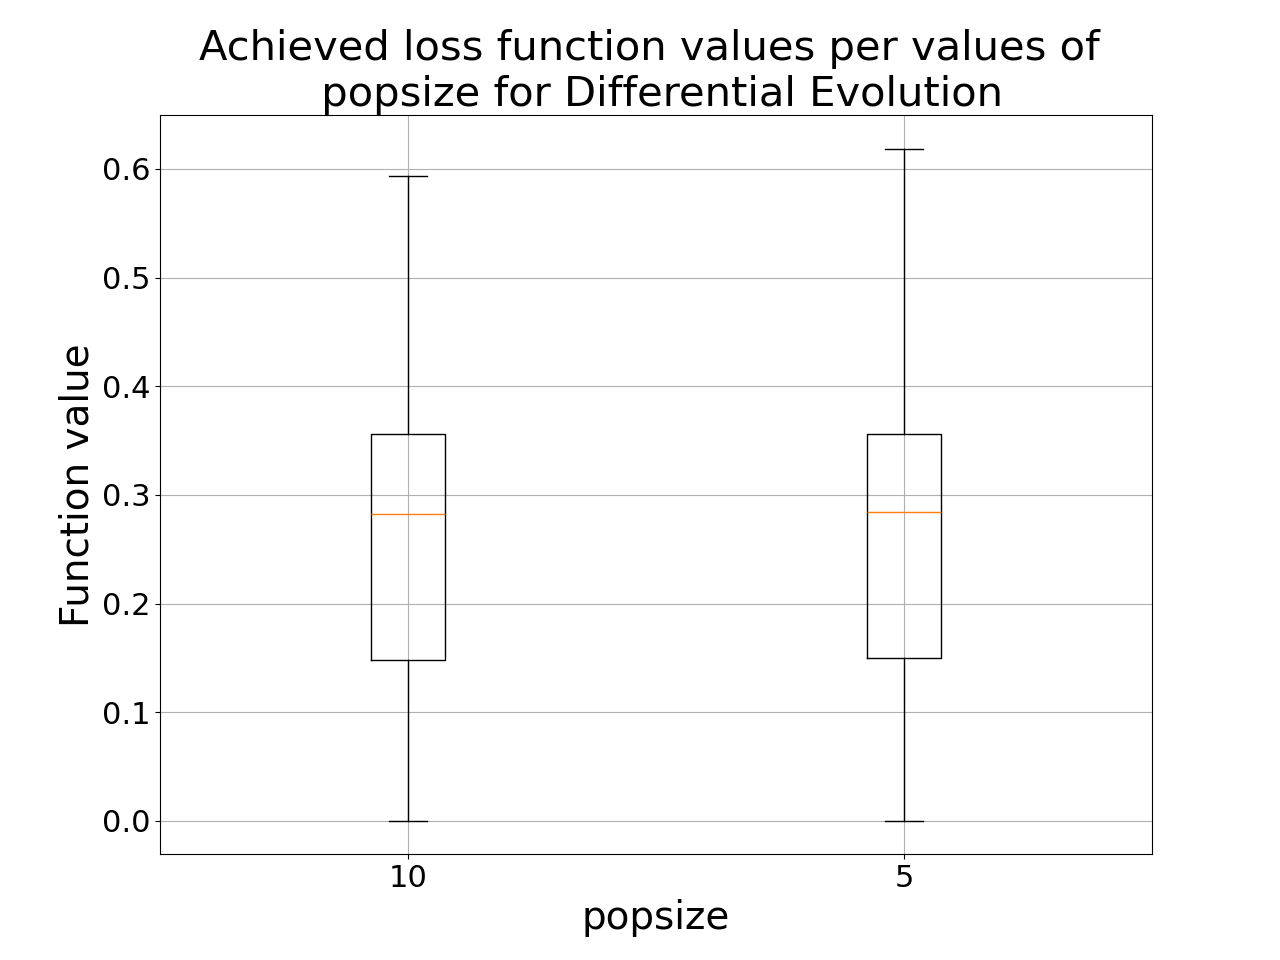 Achieved loss function values per values of
popsize for Differential Evolution
Function value
0.6
0.5
0.4
0.3
0.2
0.1
0.0
10
5
popsize